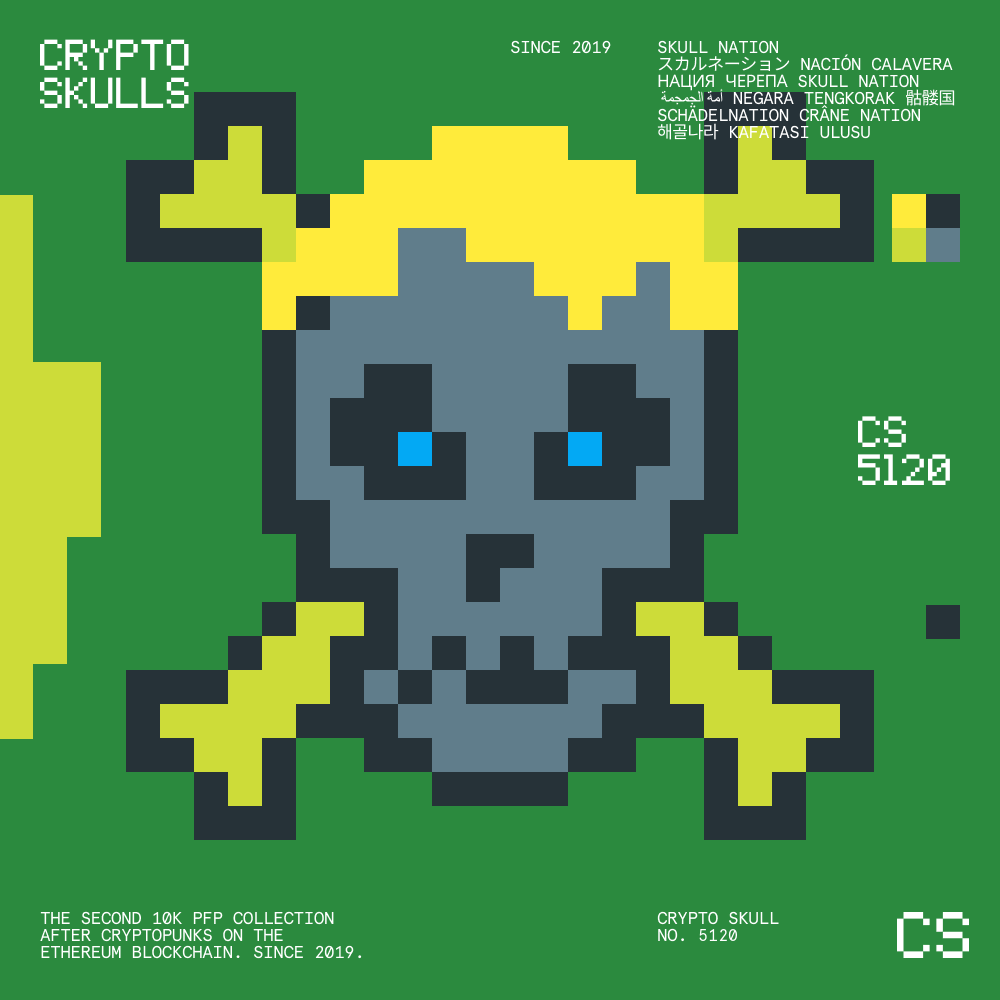 CRYPTO
SKULLS
SINCE 2019
SKULL NATION
スカルネーション NACIÓN CALAVERA
НАЦИЯ ЧЕРЕПА SKULL NATION
أمة الجمجمة NEGARA TENGKORAK 骷髅国
SCHÄDELNATION CRÂNE NATION
해골나라 KAFATASI ULUSU
CS
5120
THE SECOND 10K PFP COLLECTION
AFTER CRYPTOPUNKS ON THE
ETHEREUM BLOCKCHAIN. SINCE 2019.
CRYPTO SKULL
NO. 5120
CS